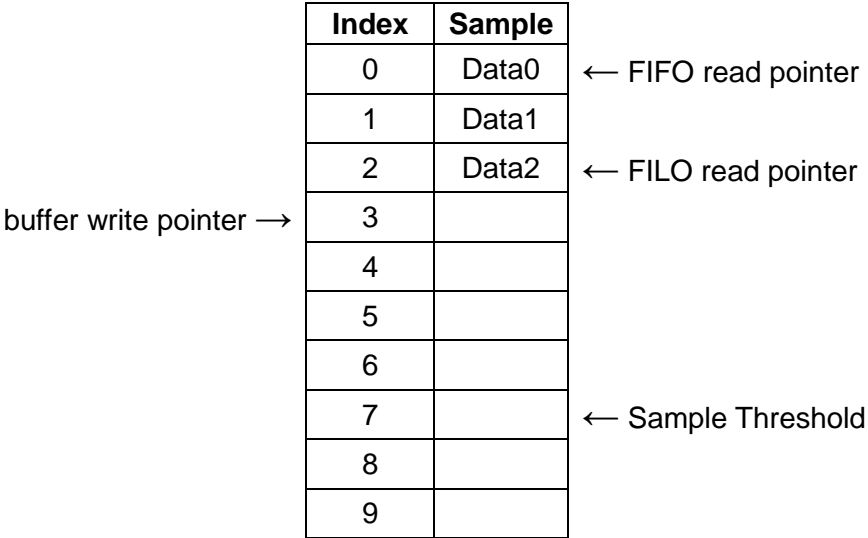 Index Sample
0 Data0 ← FIFO read pointer
1 Data1
2 Data2 ← FILO read pointer
buffer write pointer → 3
4
5
6
7 ← Sample Threshold
8
9